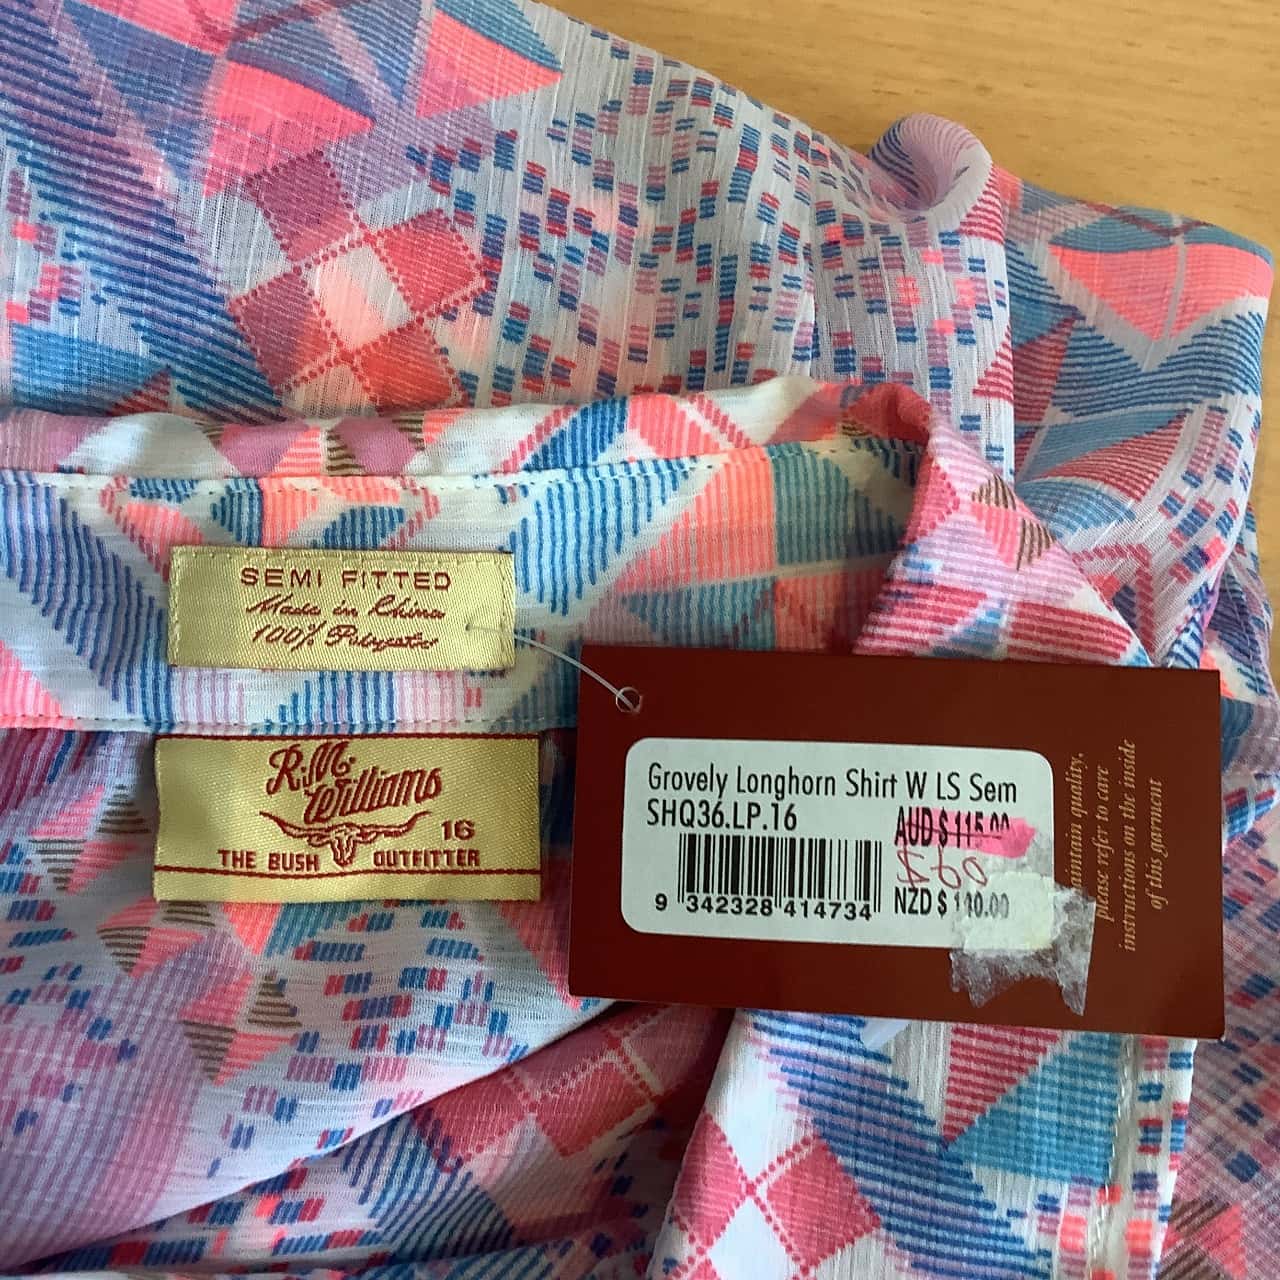 SEMI FITTED
Made in China
100% Polyester
R.M.
Williams
16
THE BUSH OUTFITTER
Grovely Longhorn Shirt W LS Sem
SHQ36.LP.16
AUD $ 115.00
$60
NZD $
9 342328 414734
maintain quality,
please refer to care
instructions on the inside
of this garment